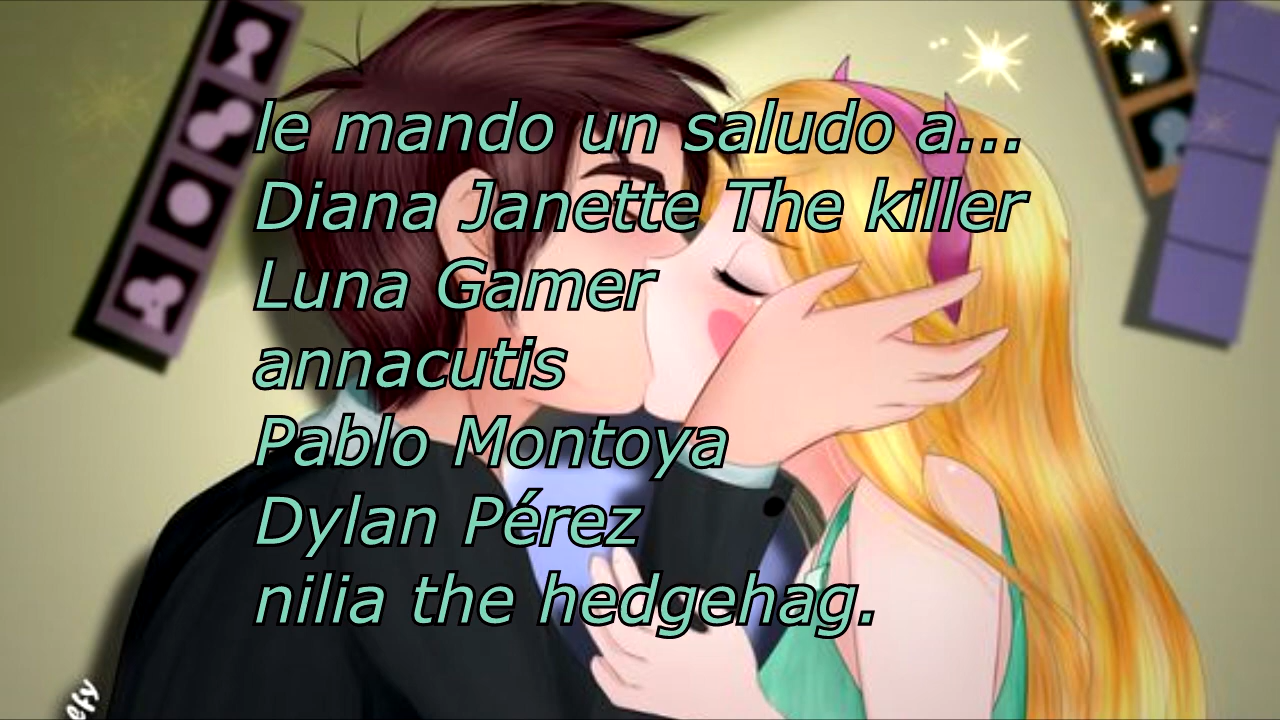 le mando un saludo a...
Diana Janette The killer
Luna Gamer
annacutis
Pablo Montoya
Dylan Pérez
nilia the hedgehag.